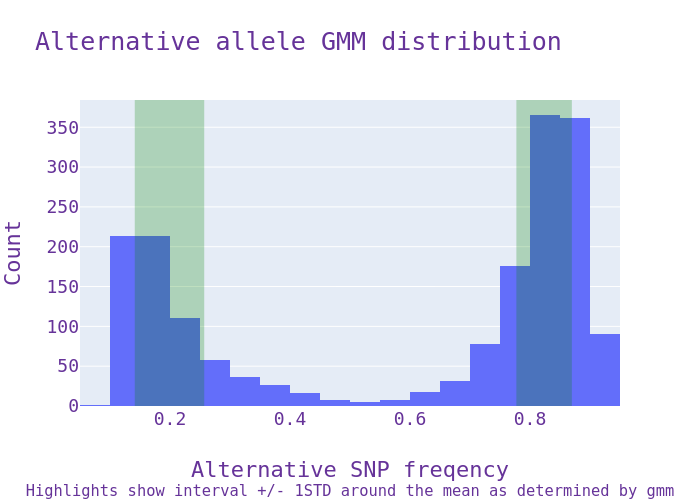 Alternative allele GMM distribution
350
300
250
200
150
100
50
0
Count
0.2 0.4 0.6 0.8
Alternative SNP freqency
Highlights show interval +/- 1STD around the mean as determined by gmm